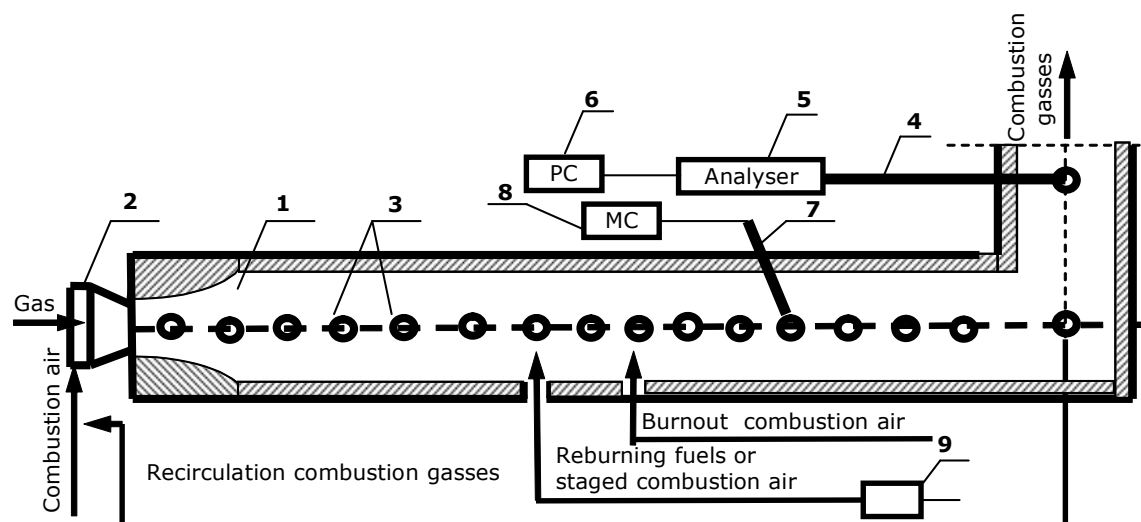 Combustion
gasses
6
5
4
PC
Analyser
2
1
3
8
MC
7
Gas
Combustion air
Burnout combustion air
9
Recirculation combustion gasses
Reburning fuels or
staged combustion air